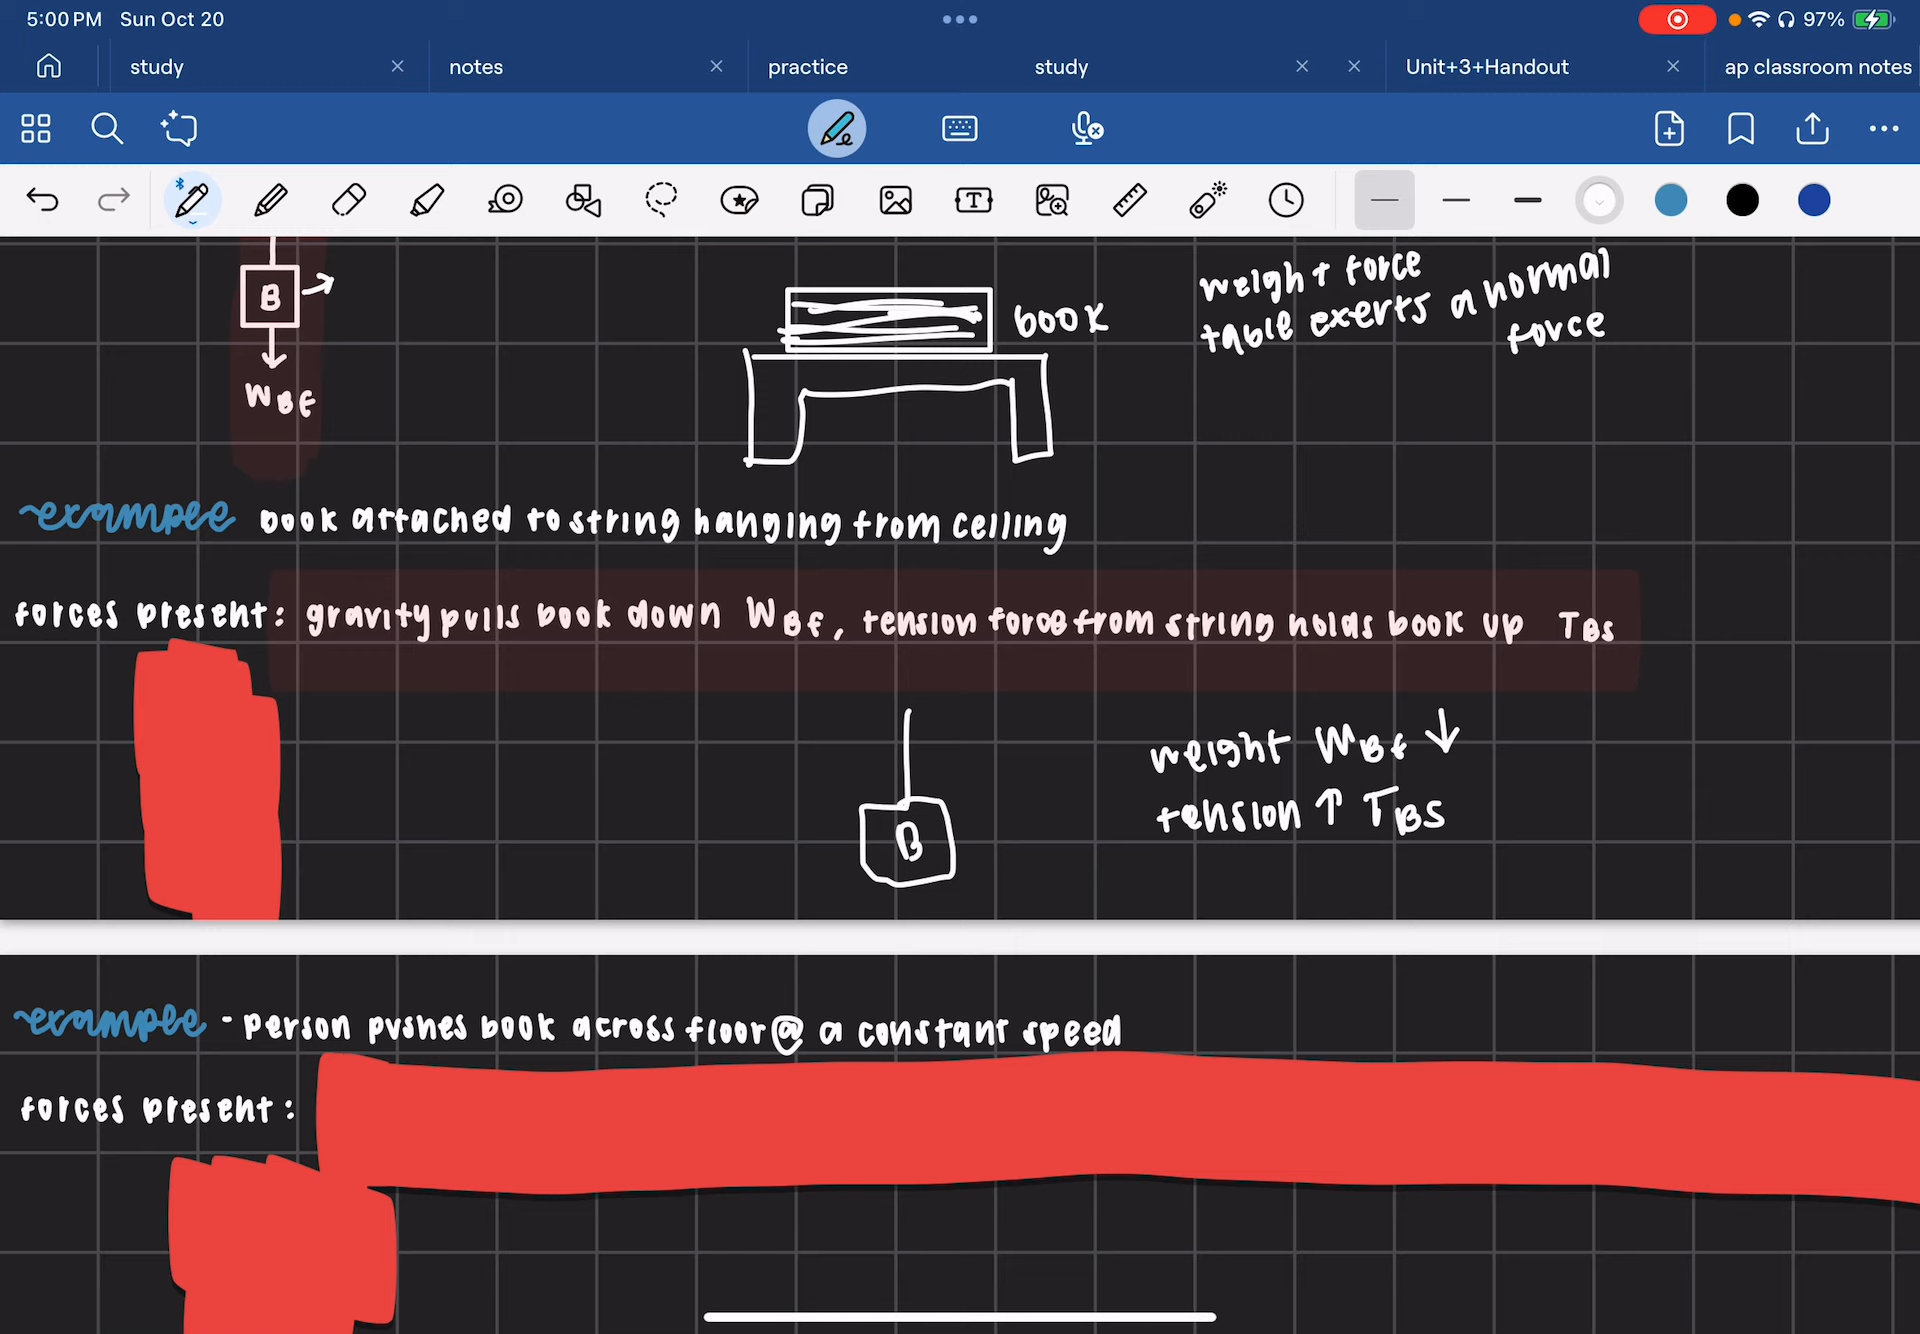 5:00 PM Sun Oct 20
97%
study
notes
practice
study
Unit+3+Handout
ap classroom notes
T
B
WBE
book
weight force
table exerts a normal
force
example book attached to string hanging from ceiling
forces present: gravity pulls book down WBE, tension force from string holds book up TBS
B
weight WBE ↓
tension ↑ TBS
example - person pushes book across floor @ a constant speed
forces present: